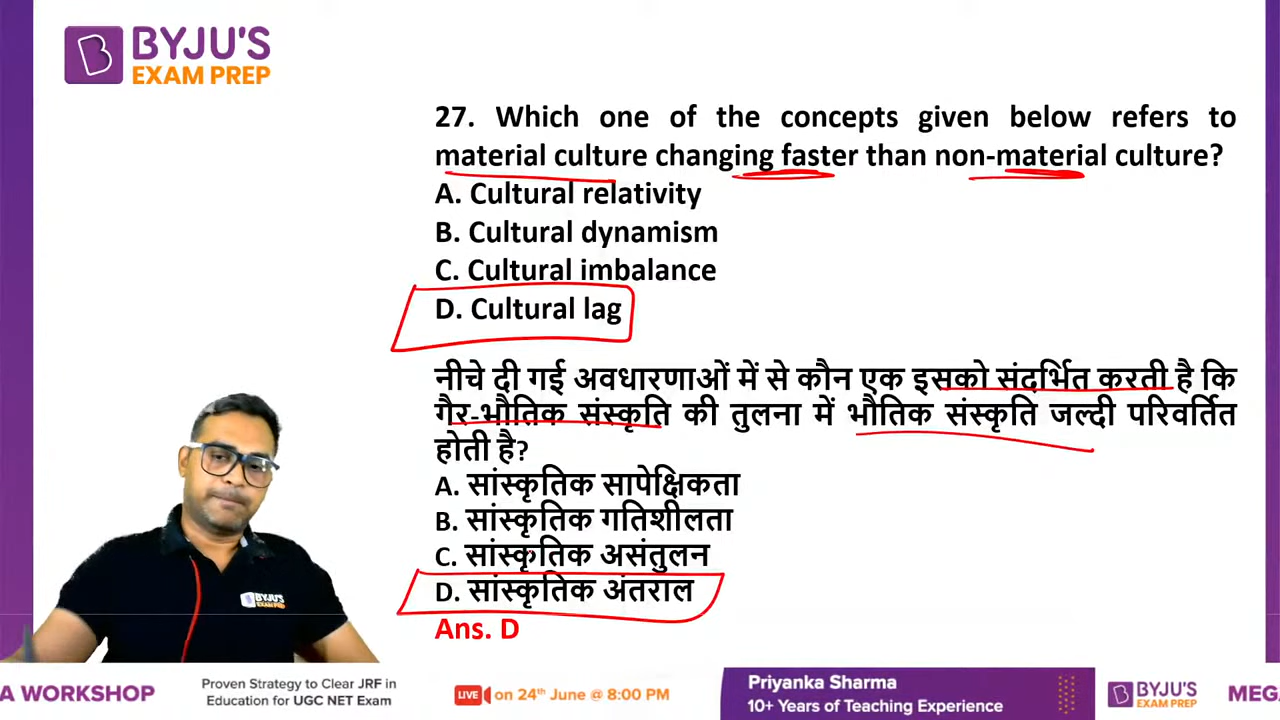 BYJU'S
EXAM PREP
27. Which one of the concepts given below refers to
material culture changing faster than non-material culture?
A. Cultural relativity
B. Cultural dynamism
C. Cultural imbalance
D. Cultural lag
नीचे दी गई अवधारणाओं में से कौन एक इसको संदर्भित करती है कि
गैर-भौतिक संस्कृति की तुलना में भौतिक संस्कृति जल्दी परिवर्तित
होती है?
A. सांस्कृतिक सापेक्षिकता
B. सांस्कृतिक गतिशीलता
C. सांस्कृतिक असंतुलन
D. सांस्कृतिक अंतराल
Ans. D
BYJU'S
EXAM PREP
A WORKSHOP
Proven Strategy to Clear JRF in
Education for UGC NET Exam
LIVE on 24th June @ 8:00 PM
Priyanka Sharma
10+ Years of Teaching Experience
BYJU'S
EXAM PREP
MEGA